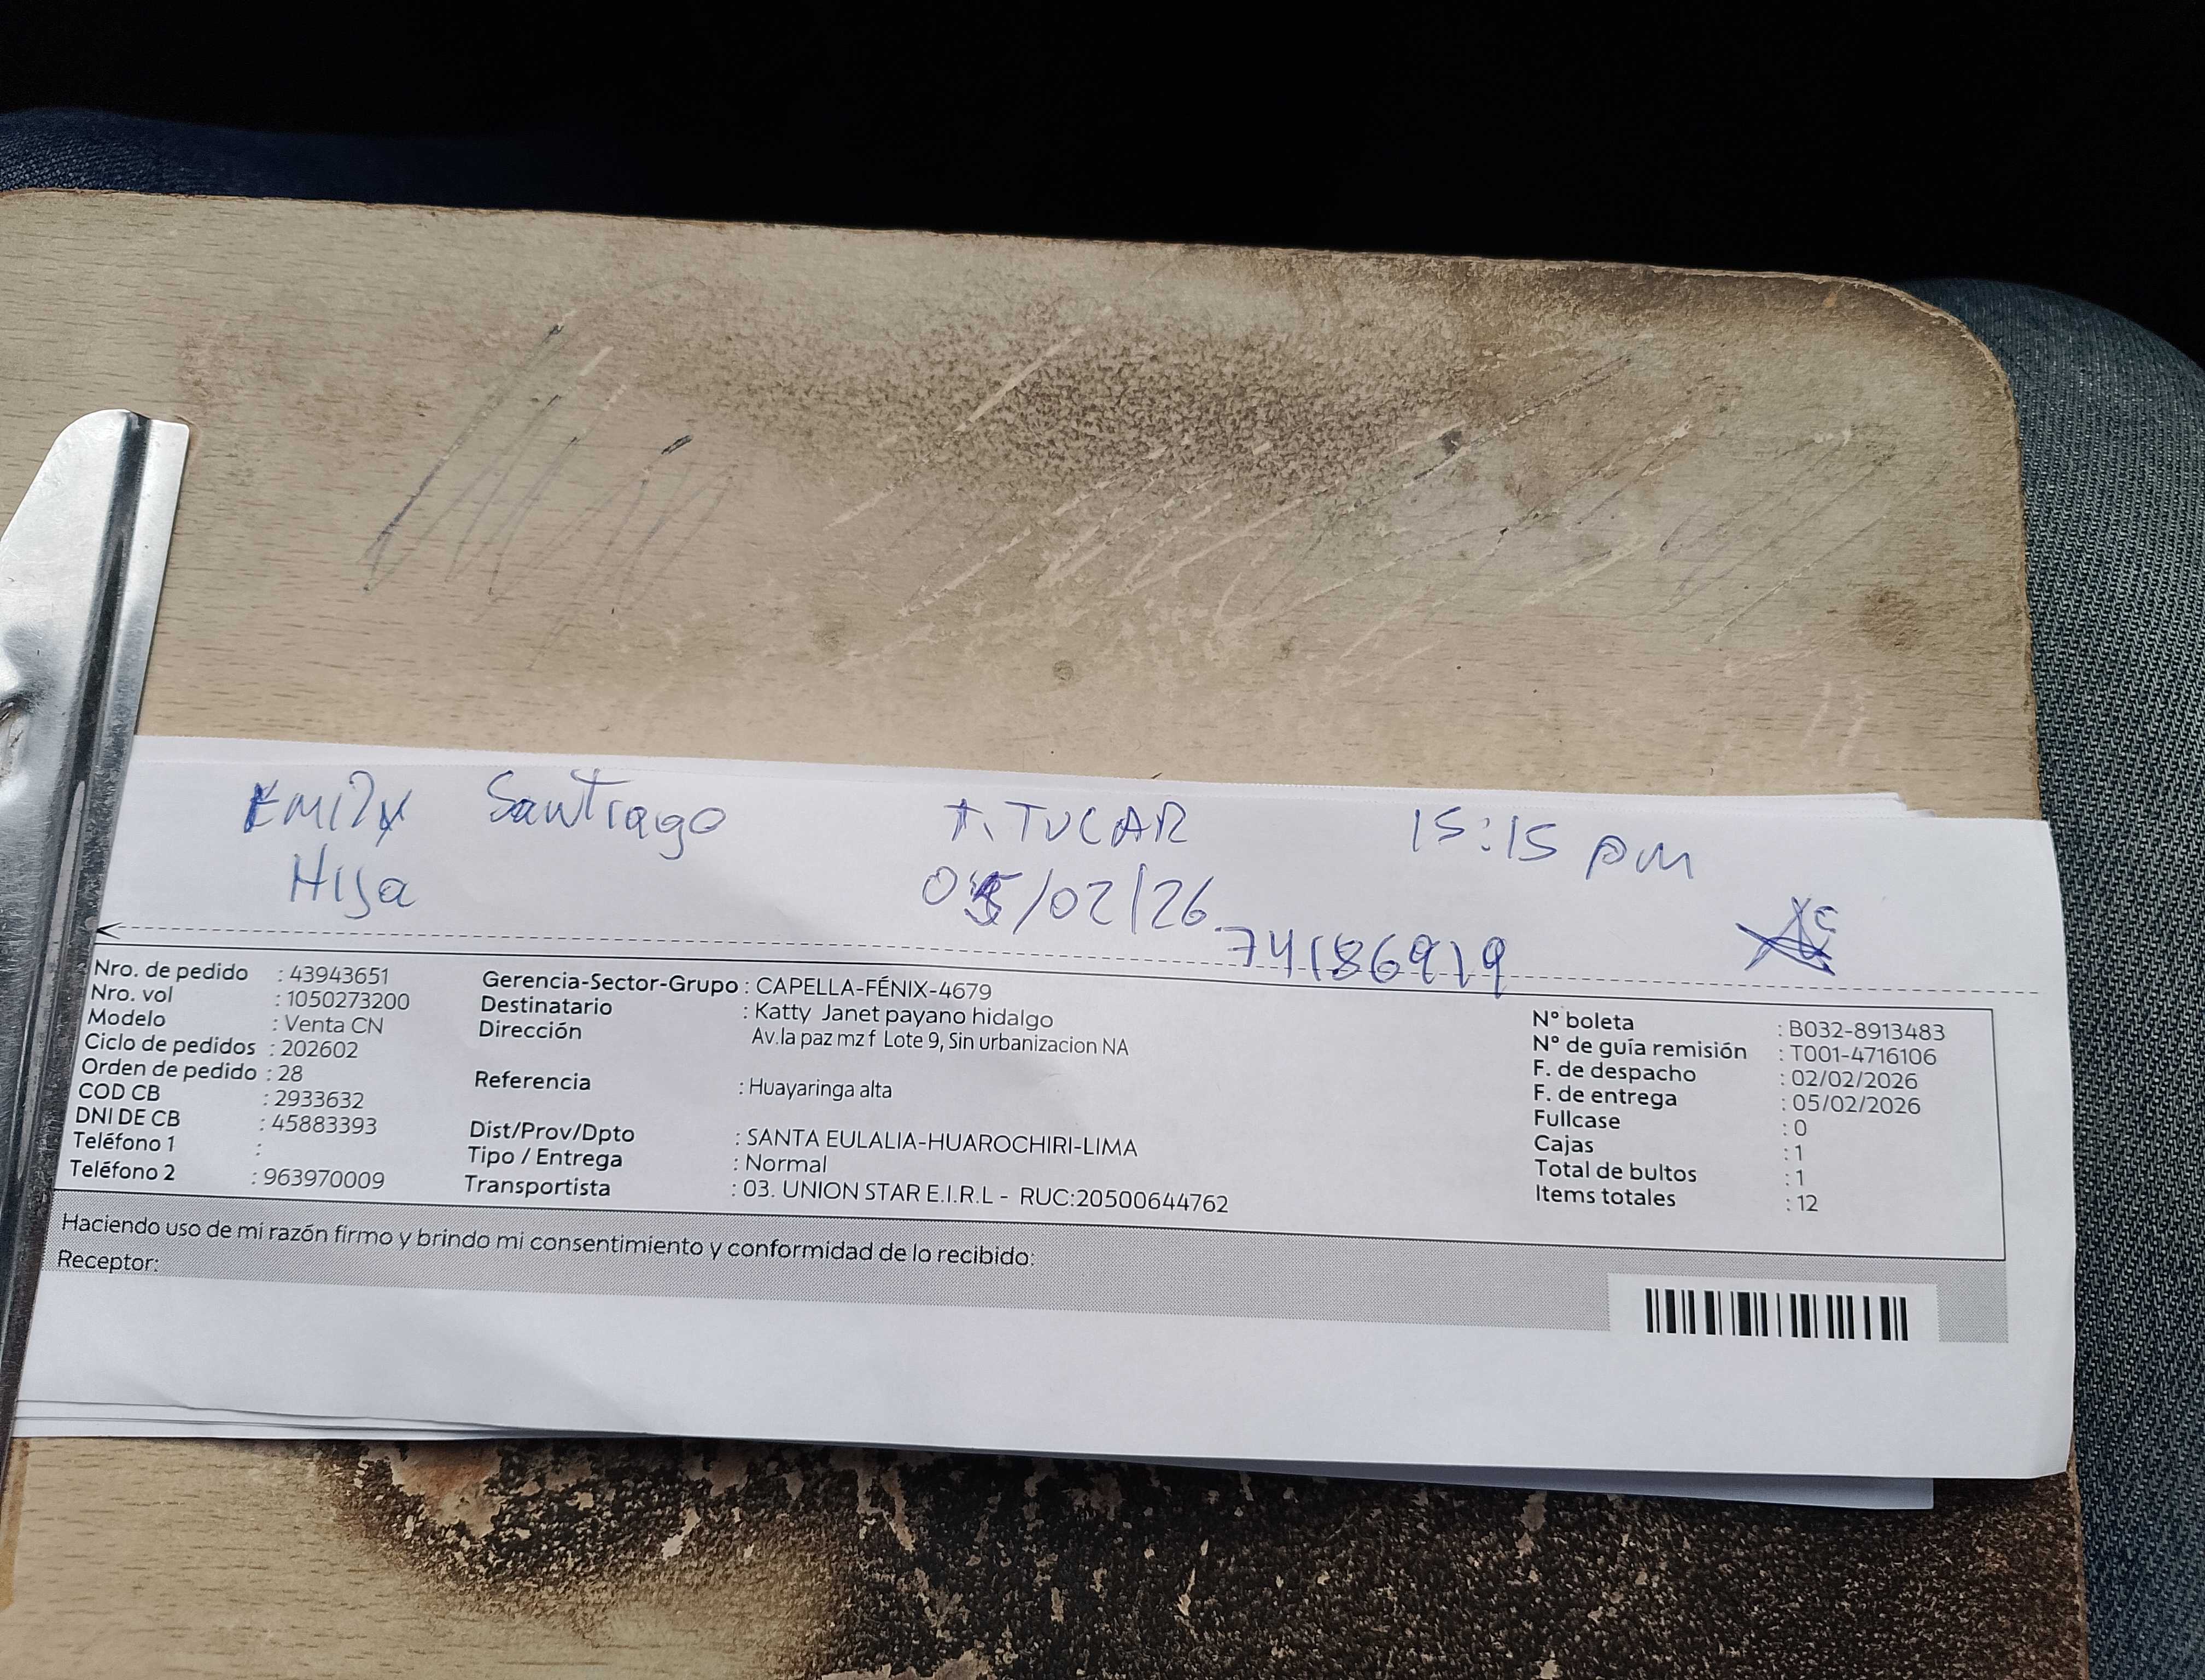 Emily Santiago
Hija
T. TUCAR
05/02/26
15:15 pm
74186919
Nro. de pedido : 43943651
Nro. vol : 1050273200
Modelo : Venta CN
Ciclo de pedidos : 202602
Orden de pedido : 28
COD CB : 2933632
DNI DE CB : 45883393
Teléfono 1 :
Teléfono 2 : 963970009
Gerencia-Sector-Grupo : CAPELLA-FÉNIX-4679
Destinatario : Katty Janet payano hidalgo
Dirección Av.la paz mz f Lote 9, Sin urbanizacion NA
Referencia : Huayaringa alta
Dist/Prov/Dpto : SANTA EULALIA-HUAROCHIRI-LIMA
Tipo / Entrega : Normal
Transportista : 03. UNION STAR E.I.R.L - RUC:20500644762
N° boleta : B032-8913483
N° de guía remisión : T001-4716106
F. de despacho : 02/02/2026
F. de entrega : 05/02/2026
Fullcase : 0
Cajas : 1
Total de bultos : 1
Items totales : 12
Haciendo uso de mi razón firmo y brindo mi consentimiento y conformidad de lo recibido:
Receptor: